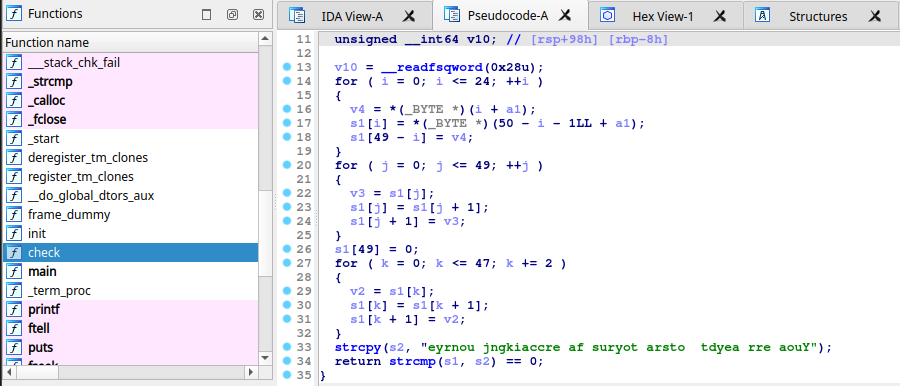 Functions
Function name
___stack_chk_fail
_strcmp
_calloc
_fclose
_start
deregister_tm_clones
register_tm_clones
__do_global_dtors_aux
frame_dummy
init
check
main
_term_proc
printf
ftell
puts
fseek
IDA View-A
Pseudocode-A
Hex View-1
Structures
11 unsigned __int64 v10; // [rsp+98h] [rbp-8h]
12
13 v10 = __readfsqword(0x28u);
14 for ( i = 0; i <= 24; ++i )
15 {
16 v4 = *(_BYTE *)(i + a1);
17 s1[i] = *(_BYTE *)(50 - i - 1LL + a1);
18 s1[49 - i] = v4;
19 }
20 for ( j = 0; j <= 49; ++j )
21 {
22 v3 = s1[j];
23 s1[j] = s1[j + 1];
24 s1[j + 1] = v3;
25 }
26 s1[49] = 0;
27 for ( k = 0; k <= 47; k += 2 )
28 {
29 v2 = s1[k];
30 s1[k] = s1[k + 1];
31 s1[k + 1] = v2;
32 }
33 strcpy(s2, "eyrnou jngkiaccre af suryot arsto  tdyea rre aouY");
34 return strcmp(s1, s2) == 0;
35 }